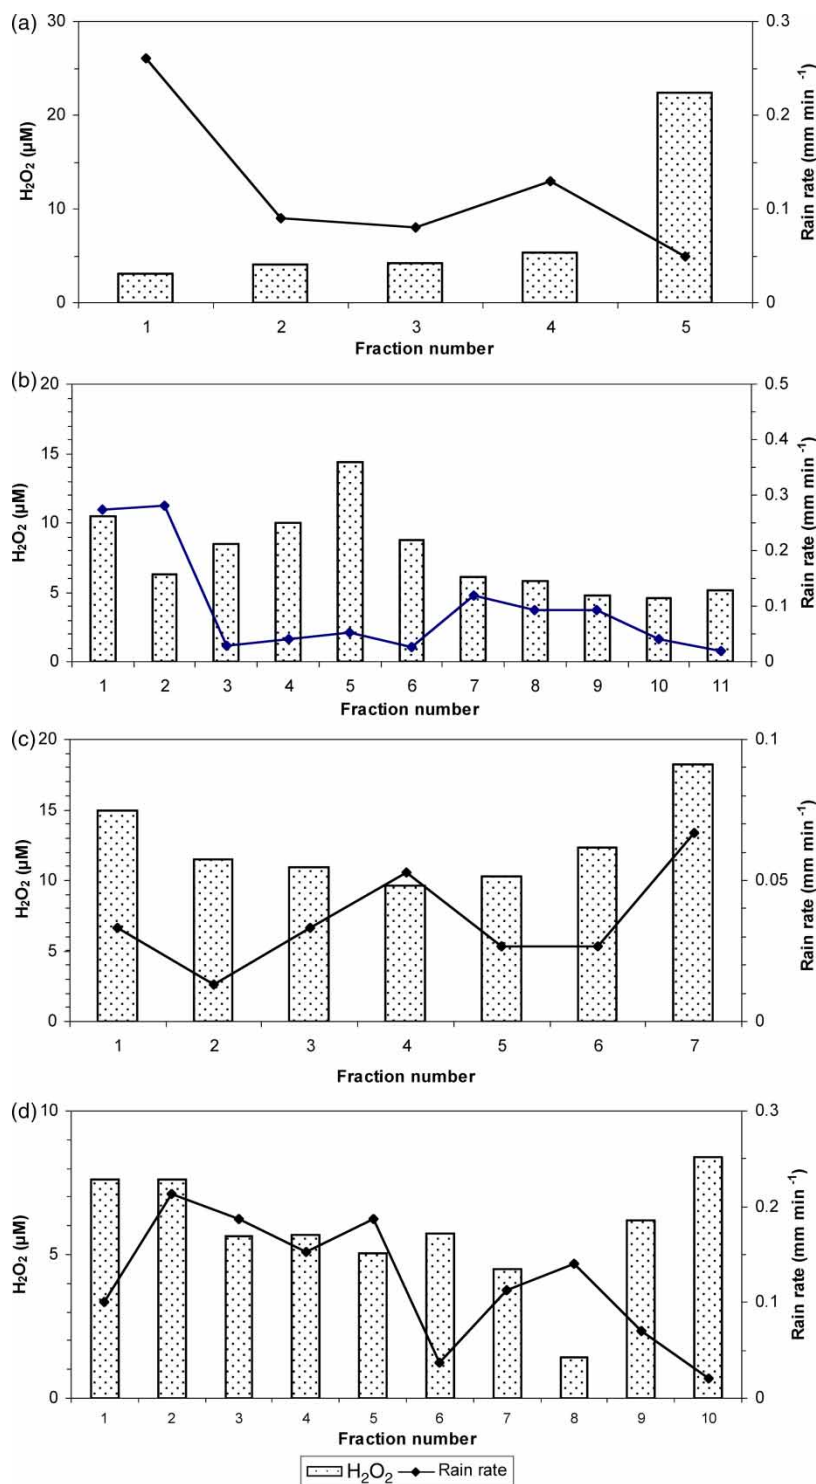 (a)
30
20
10
0
H₂O₂ (µM)
0.3
0.2
0.1
0
Rain rate (mm min ⁻¹)
1 2 3 4 5
Fraction number
(b)
20
15
10
5
0
H₂O₂ (µM)
0.5
0.4
0.3
0.2
0.1
0
Rain rate (mm min ⁻¹)
1 2 3 4 5 6 7 8 9 10 11
Fraction number
(c)
20
15
10
5
0
H₂O₂ (µM)
0.1
0.05
0
Rain rate (mm min ⁻¹)
1 2 3 4 5 6 7
Fraction number
(d)
10
5
0
H₂O₂ (µM)
0.3
0.2
0.1
0
Rain rate (mm min ⁻¹)
1 2 3 4 5 6 7 8 9 10
Fraction number
H₂O₂ Rain rate